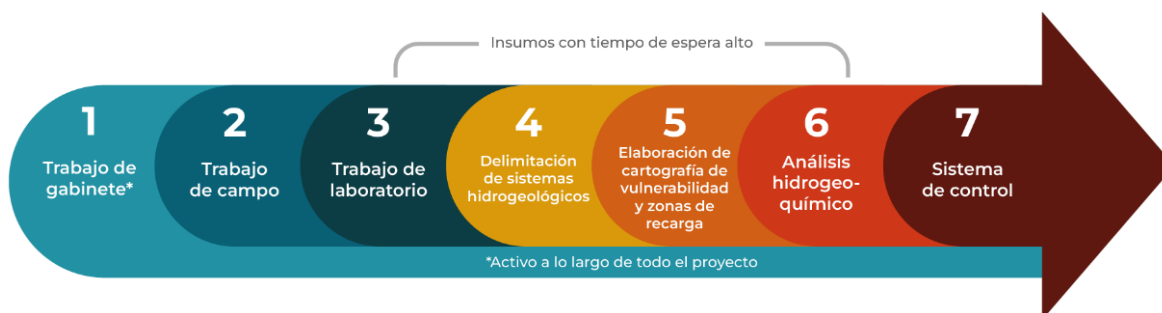 Insumos con tiempo de espera alto
1
Trabajo de
gabinete*
2
Trabajo
de campo
3
Trabajo de
laboratorio
4
Delimitación
de sistemas
hidrogeológicos
5
Elaboración de
cartografía de
vulnerabilidad
y zonas de
recarga
6
Análisis
hidrogeo-
químico
7
Sistema
de control
*Activo a lo largo de todo el proyecto